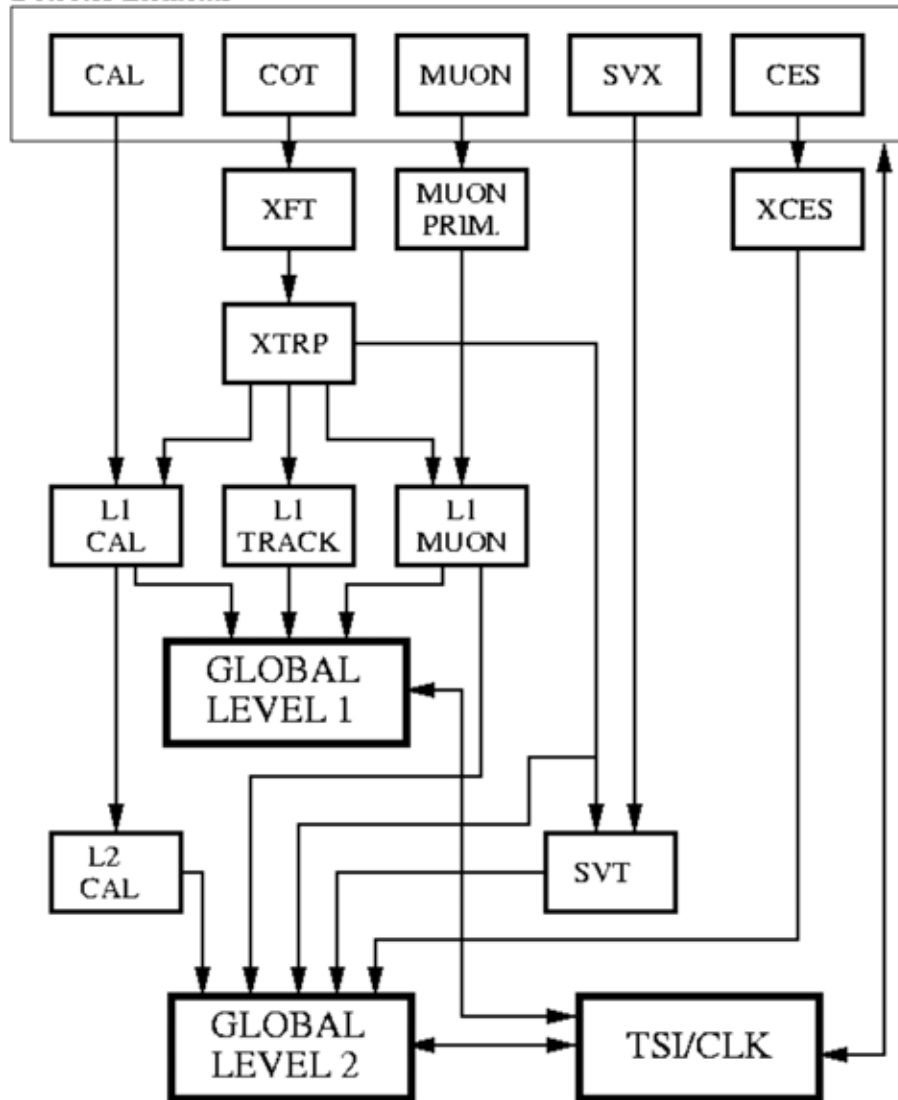 CAL
COT
MUON
SVX
CES
XFT
MUON
PRIM.
XCES
XTRP
L1
CAL
L1
TRACK
L1
MUON
GLOBAL
LEVEL 1
L2
CAL
SVT
GLOBAL
LEVEL 2
TSI/CLK